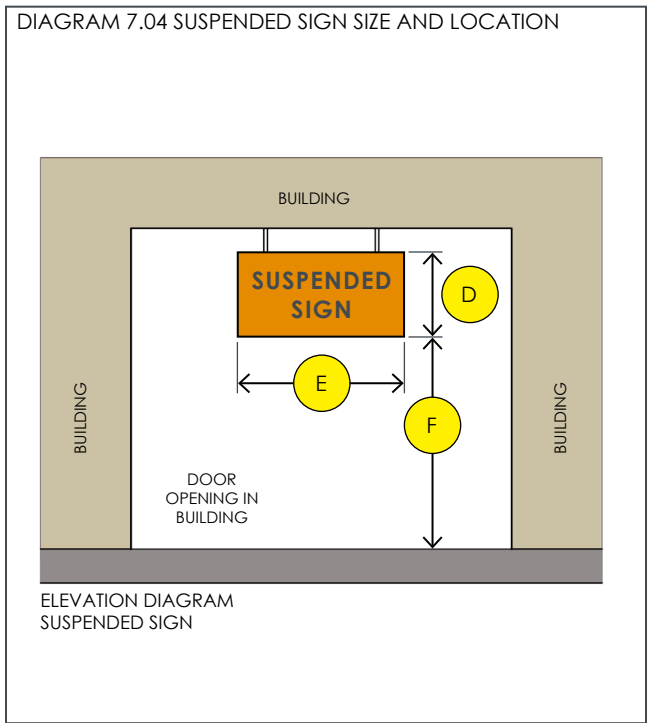 DIAGRAM 7.04 SUSPENDED SIGN SIZE AND LOCATION
BUILDING
SUSPENDED
SIGN
D
E
F
BUILDING
BUILDING
DOOR
OPENING IN
BUILDING
ELEVATION DIAGRAM
SUSPENDED SIGN